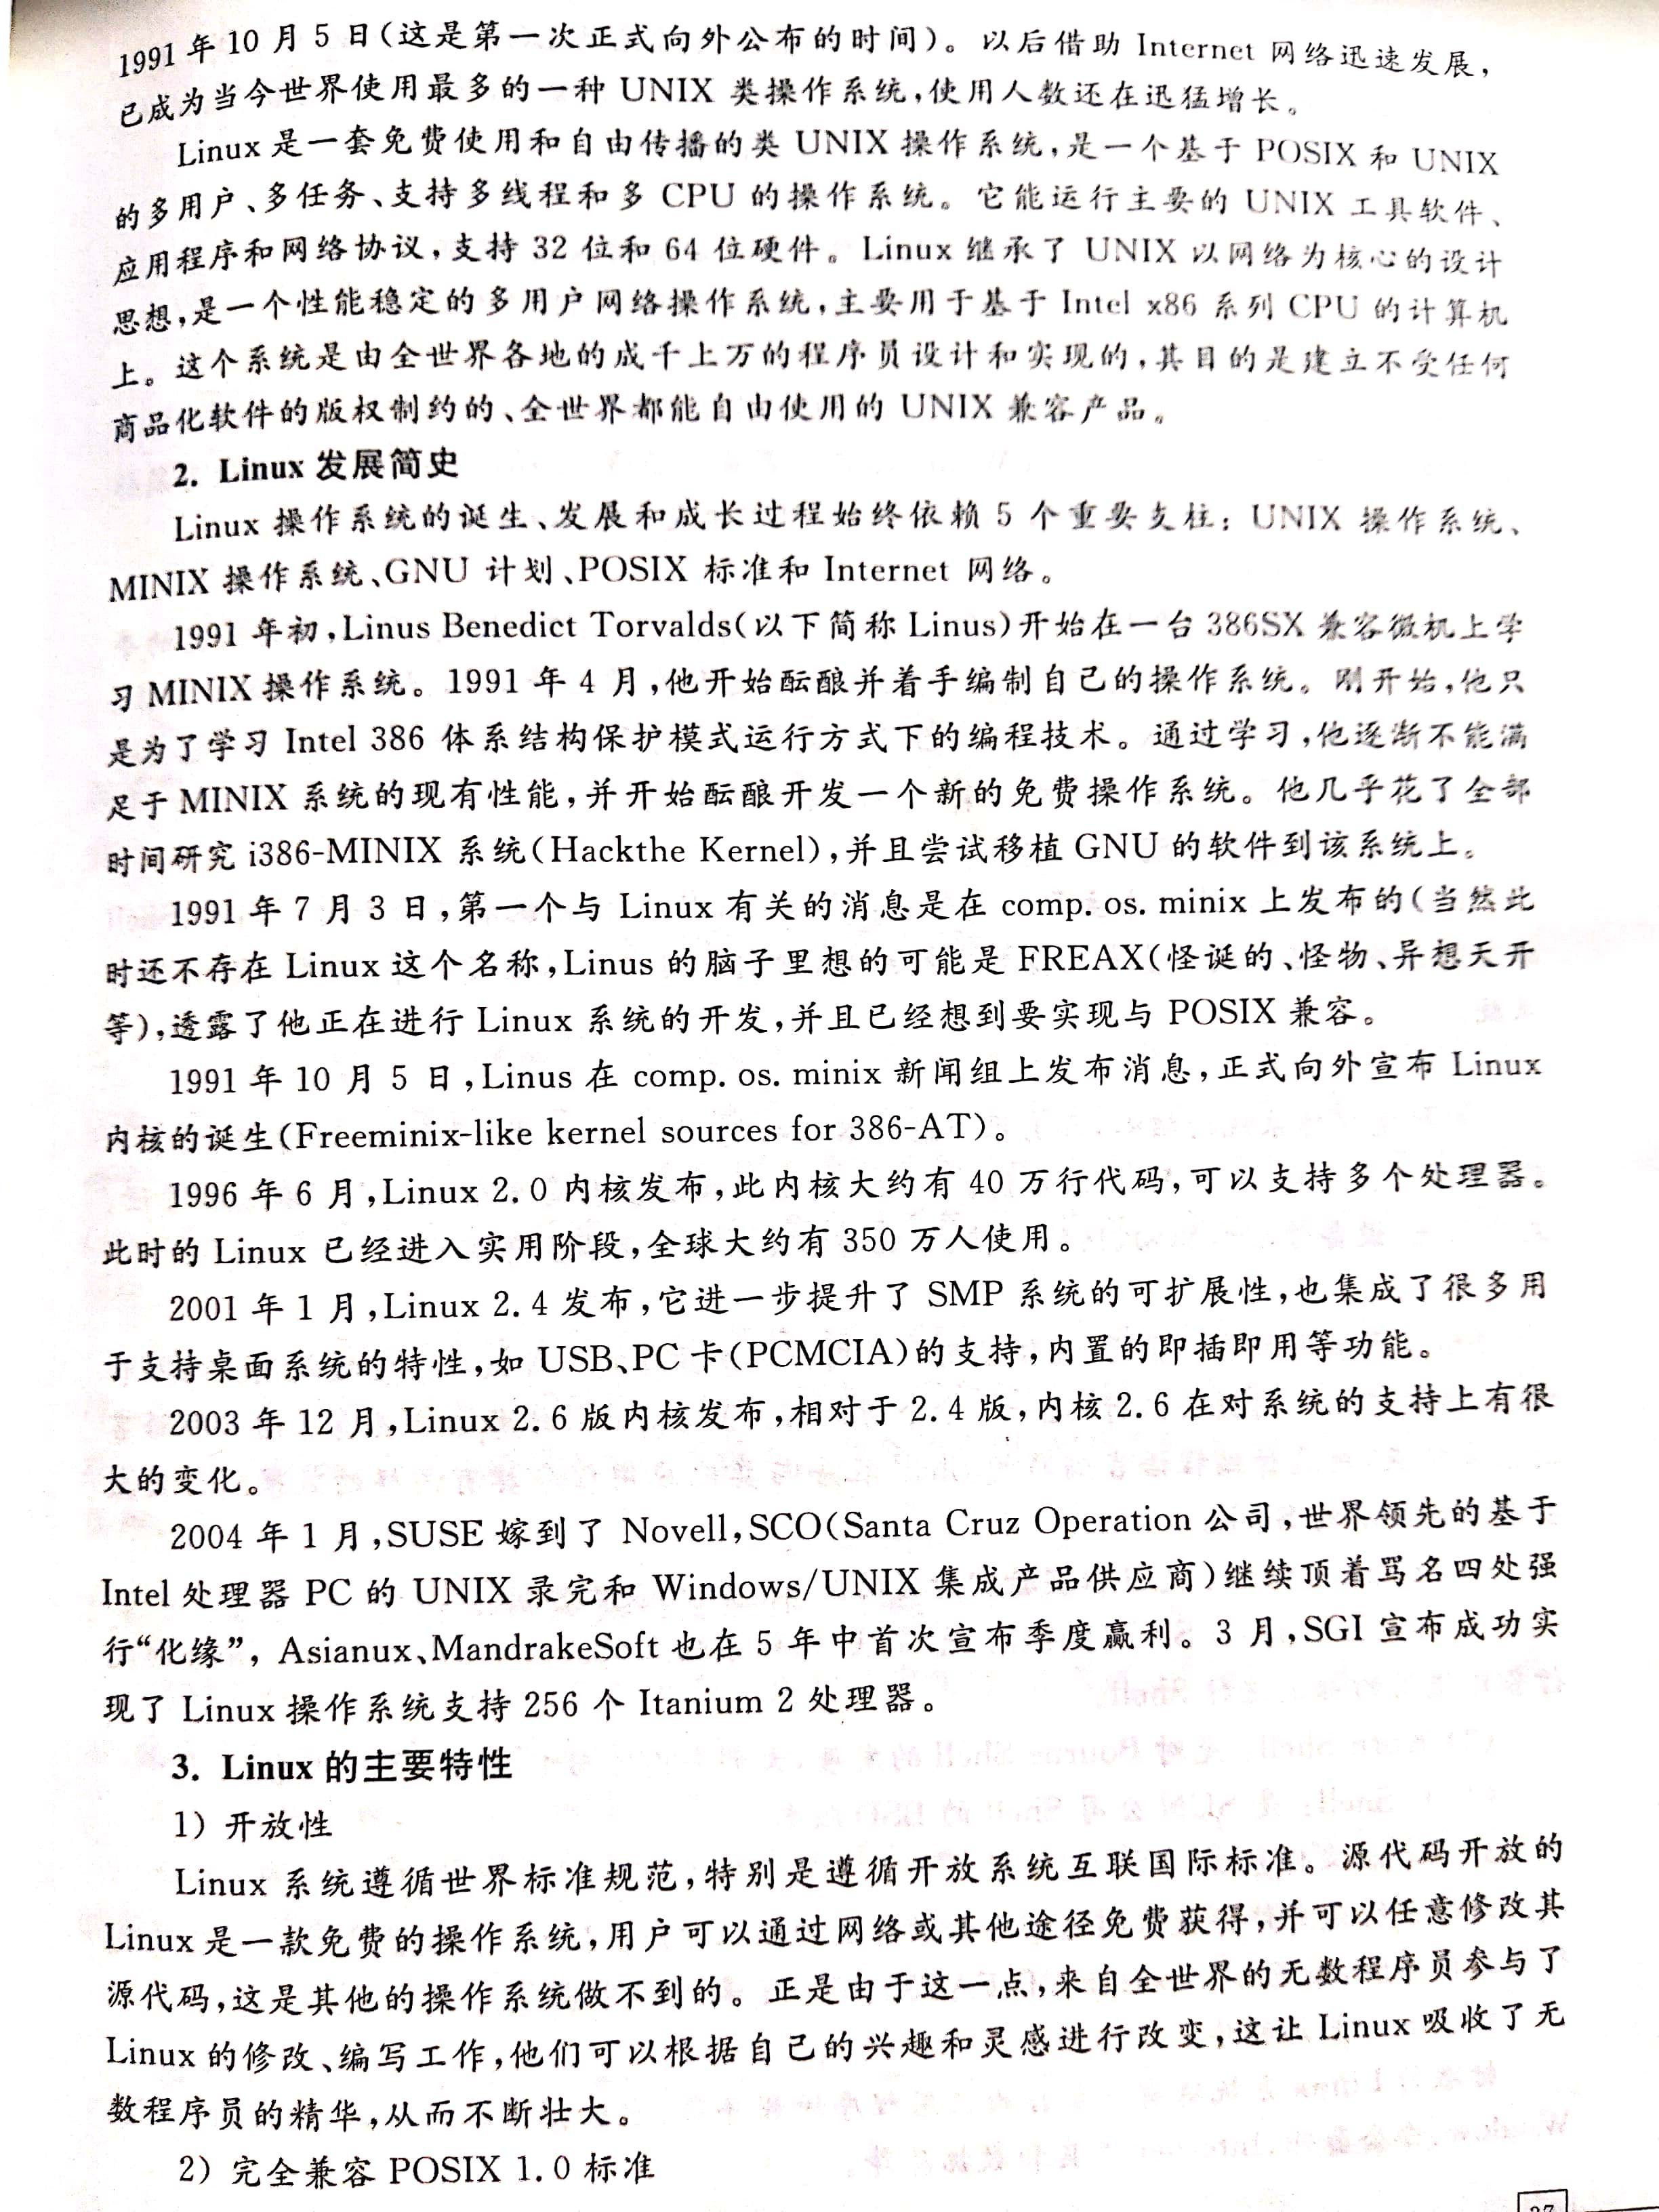 1991 年 10 月 5 日(这是第一次正式向外公布的时间)。以后借助 Internet 网络迅速发展,
已成为当今世界使用最多的一种 UNIX 类操作系统,使用人数还在迅猛增长。
Linux 是一套免费使用和自由传播的类 UNIX 操作系统,是一个基于 POSIX 和 UNIX
的多用户、多任务、支持多线程和多 CPU 的操作系统。它能运行主要的 UNIX 工具软件、
应用程序和网络协议,支持 32 位和 64 位硬件。Linux 继承了 UNIX 以网络为核心的设计
思想,是一个性能稳定的多用户网络操作系统,主要用于基于 Intel x86 系列 CPU 的计算机
上。这个系统是由全世界各地的成千上万的程序员设计和实现的,其目的是建立不受任何
商品化软件的版权制约的、全世界都能自由使用的 UNIX 兼容产品。
2. Linux 发展简史
Linux 操作系统的诞生、发展和成长过程始终依赖 5 个重要支柱: UNIX 操作系统、
MINIX 操作系统、GNU 计划、POSIX 标准和 Internet 网络。
1991 年初,Linus Benedict Torvalds(以下简称 Linus)开始在一台 386SX 兼容微机上学
习 MINIX 操作系统。1991 年 4 月,他开始酝酿并着手编制自己的操作系统。刚开始,他只
是为了学习 Intel 386 体系结构保护模式运行方式下的编程技术。通过学习,他逐渐不能满
足于 MINIX 系统的现有性能,并开始酝酿开发一个新的免费操作系统。他几乎花了全部
时间研究 i386-MINIX 系统(Hackthe Kernel),并且尝试移植 GNU 的软件到该系统上。
1991 年 7 月 3 日,第一个与 Linux 有关的消息是在 comp. os. minix 上发布的(当然此
时还不存在 Linux 这个名称,Linus 的脑子里想的可能是 FREAX(怪诞的、怪物、异想天开
等),透露了他正在进行 Linux 系统的开发,并且已经想到要实现与 POSIX 兼容。
1991 年 10 月 5 日,Linus 在 comp. os. minix 新闻组上发布消息,正式向外宣布 Linux
内核的诞生(Freeminix-like kernel sources for 386-AT)。
1996 年 6 月,Linux 2.0 内核发布,此内核大约有 40 万行代码,可以支持多个处理器。
此时的 Linux 已经进入实用阶段,全球大约有 350 万人使用。
2001 年 1 月,Linux 2.4 发布,它进一步提升了 SMP 系统的可扩展性,也集成了很多用
于支持桌面系统的特性,如 USB、PC 卡(PCMCIA)的支持,内置的即插即用等功能。
2003 年 12 月,Linux 2.6 版内核发布,相对于 2.4 版,内核 2.6 在对系统的支持上有很
大的变化。
2004 年 1 月,SUSE 嫁到了 Novell,SCO(Santa Cruz Operation 公司,世界领先的基于
Intel 处理器 PC 的 UNIX 录完和 Windows/UNIX 集成产品供应商)继续顶着骂名四处强
行“化缘”, Asianux、MandrakeSoft 也在 5 年中首次宣布季度赢利。3 月,SGI 宣布成功实
现了 Linux 操作系统支持 256 个 Itanium 2 处理器。
3. Linux 的主要特性
1) 开放性
Linux 系统遵循世界标准规范,特别是遵循开放系统互联国际标准。源代码开放的
Linux 是一款免费的操作系统,用户可以通过网络或其他途径免费获得,并可以任意修改其
源代码,这是其他的操作系统做不到的。正是由于这一点,来自全世界的无数程序员参与了
Linux 的修改、编写工作,他们可以根据自己的兴趣和灵感进行改变,这让 Linux 吸收了无
数程序员的精华,从而不断壮大。
2) 完全兼容 POSIX 1.0 标准